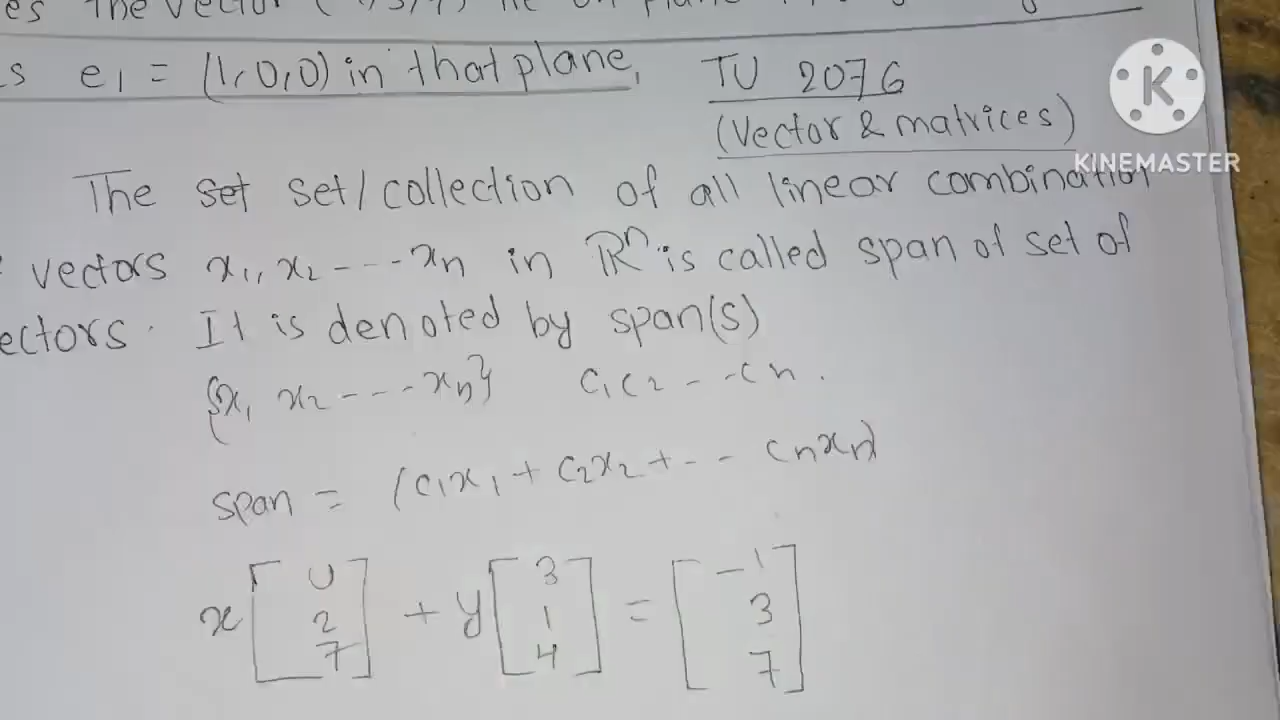 es The vector
s e1 = (1,0,0) in that plane, TU 2076
(Vector & matrices)
K
KINEMASTER
The set set/collection of all linear combination
vectors x1, x2 ---- xn in ℝn is called span of set of
ectors. It is denoted by span(s)
{x1 x2 ---- xn} c1 c2 -- cn.
span = (c1x1 + c2x2 + -- cnxn)
x [ 0 ] + y [ 3 ] = [ -1 ]
2 1 3
7 4 7